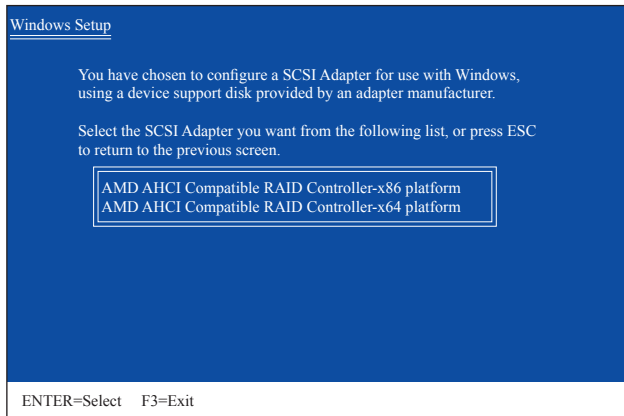 Windows Setup
You have chosen to configure a SCSI Adapter for use with Windows,
using a device support disk provided by an adapter manufacturer.
Select the SCSI Adapter you want from the following list, or press ESC
to return to the previous screen.
AMD AHCI Compatible RAID Controller-x86 platform
AMD AHCI Compatible RAID Controller-x64 platform
ENTER=Select F3=Exit